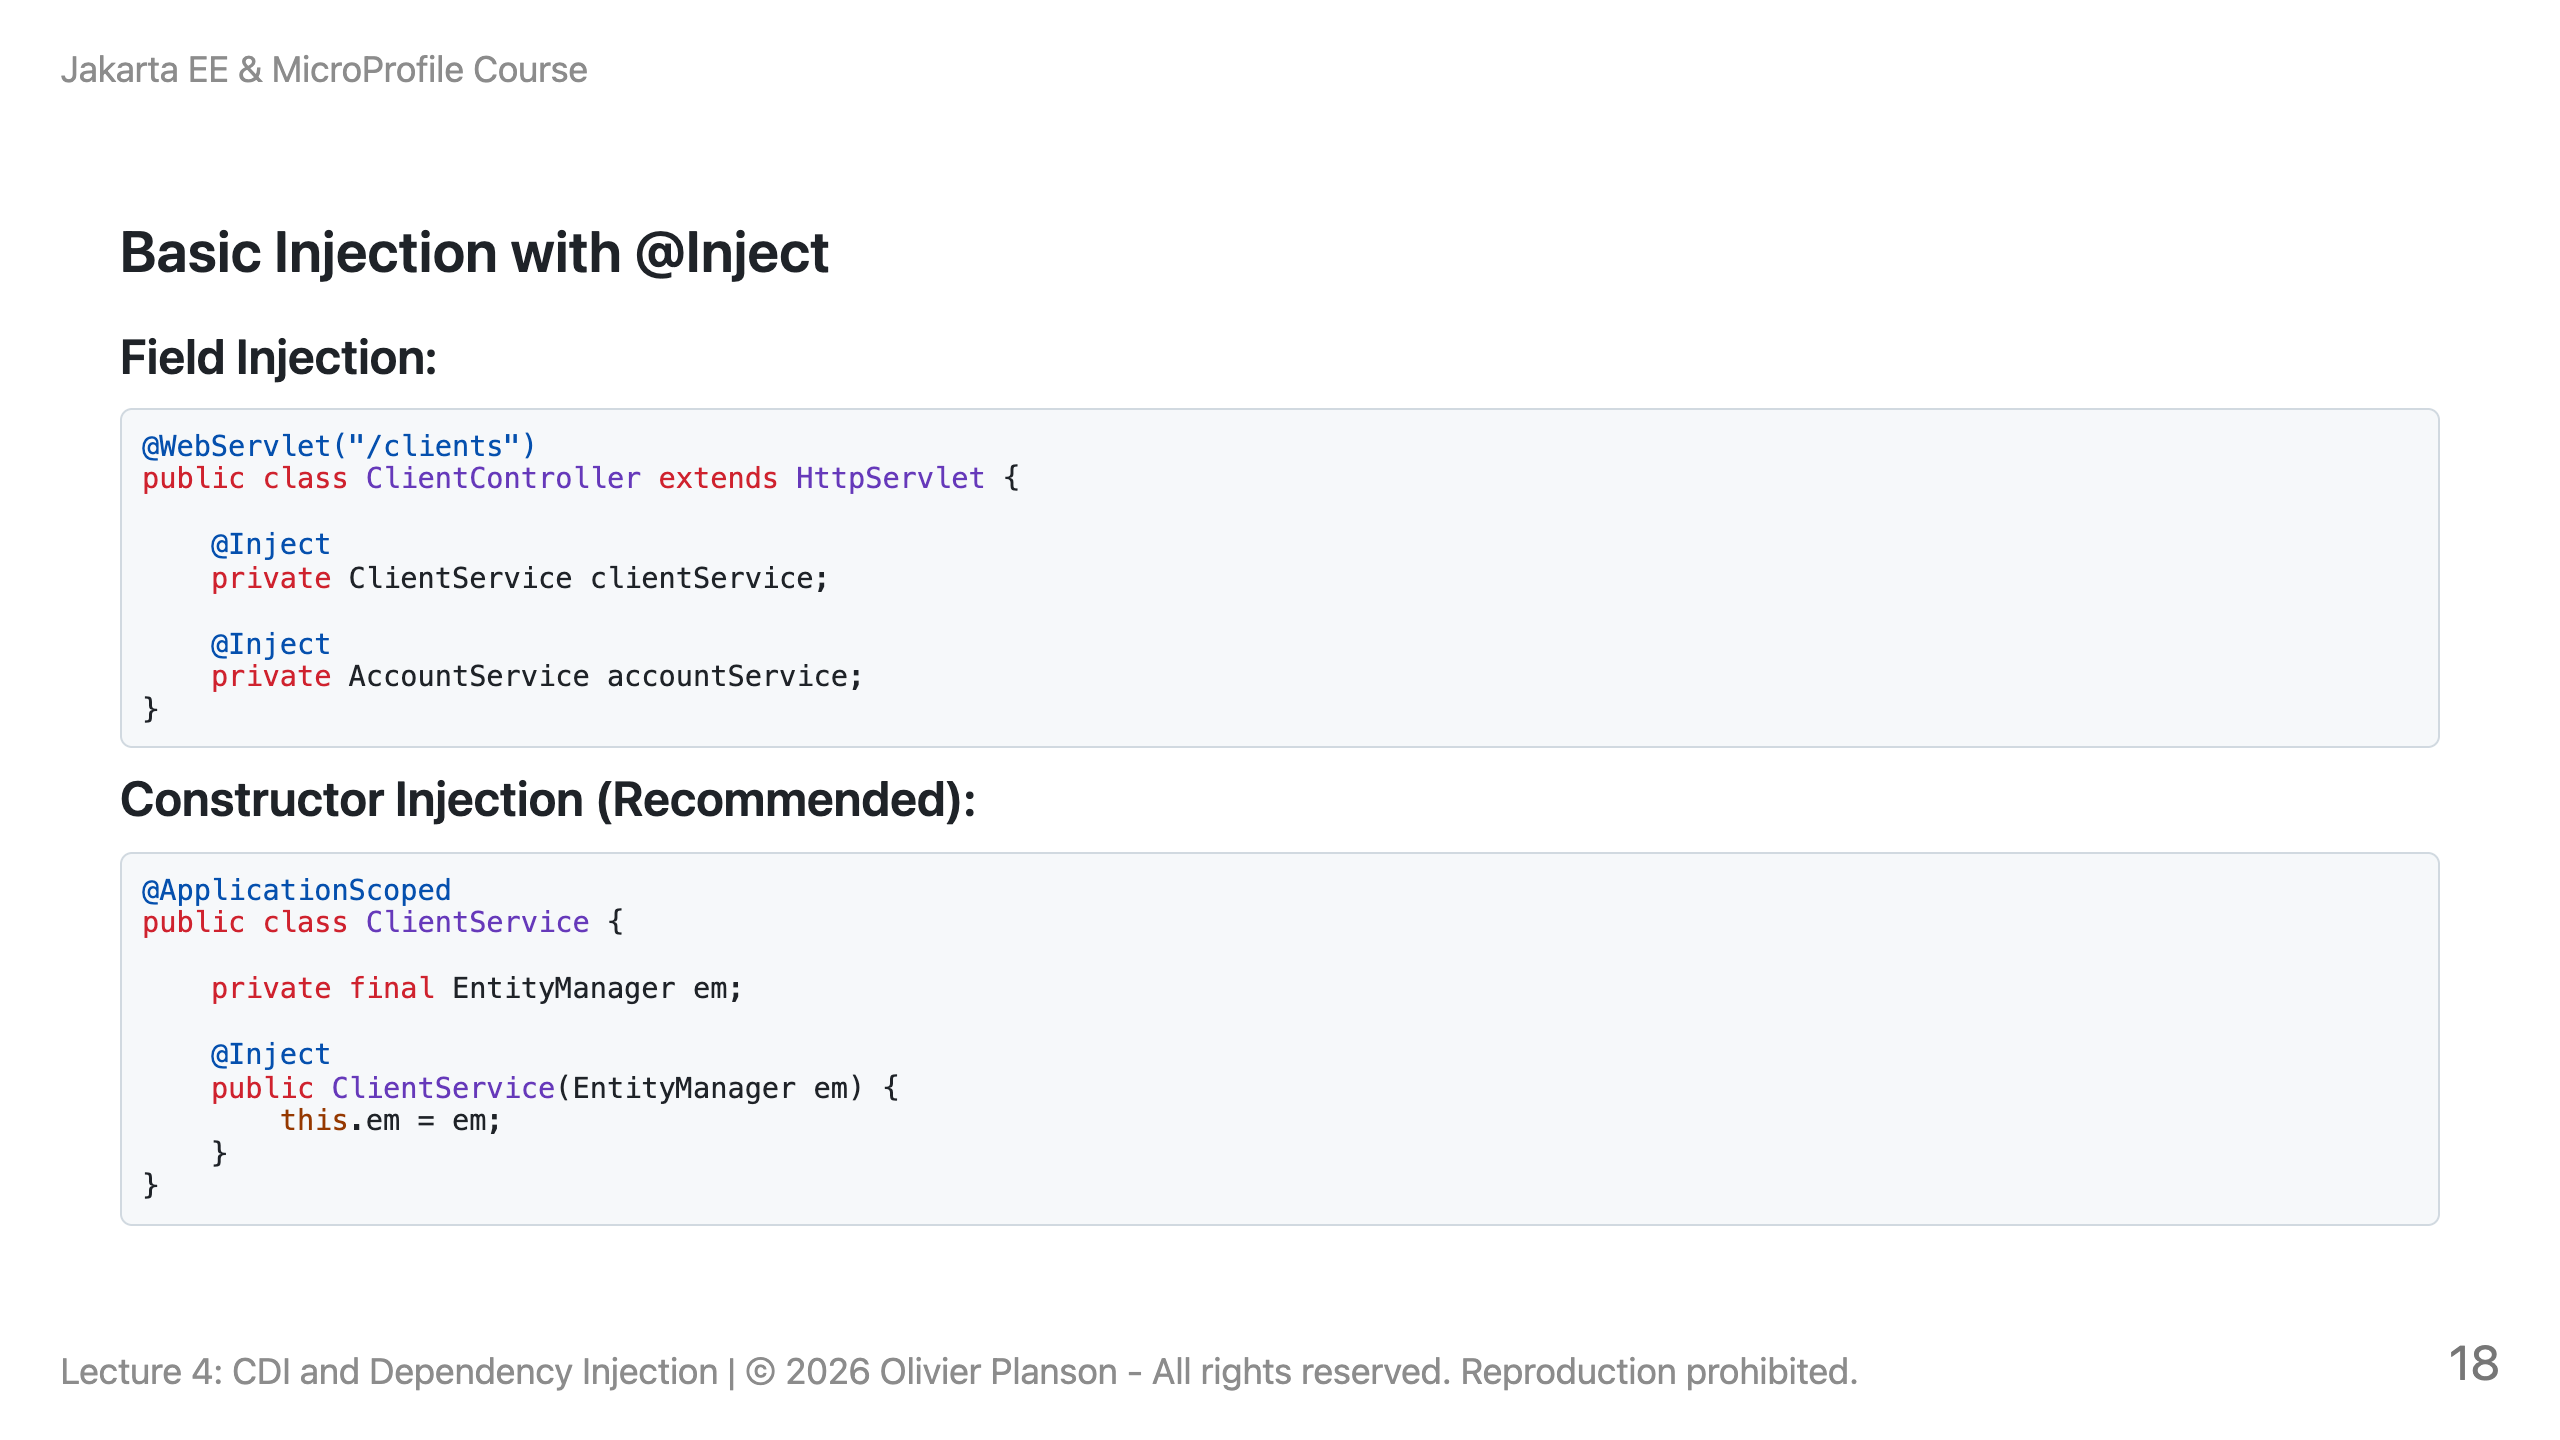 Jakarta EE & MicroProfile Course
Basic Injection with @Inject
Field Injection:
@WebServlet("/clients")
public class ClientController extends HttpServlet {
    @Inject
    private ClientService clientService;
    @Inject
    private AccountService accountService;
}
Constructor Injection (Recommended):
@ApplicationScoped
public class ClientService {
    private final EntityManager em;
    @Inject
    public ClientService(EntityManager em) {
        this.em = em;
    }
}
Lecture 4: CDI and Dependency Injection | © 2026 Olivier Planson - All rights reserved. Reproduction prohibited.
18